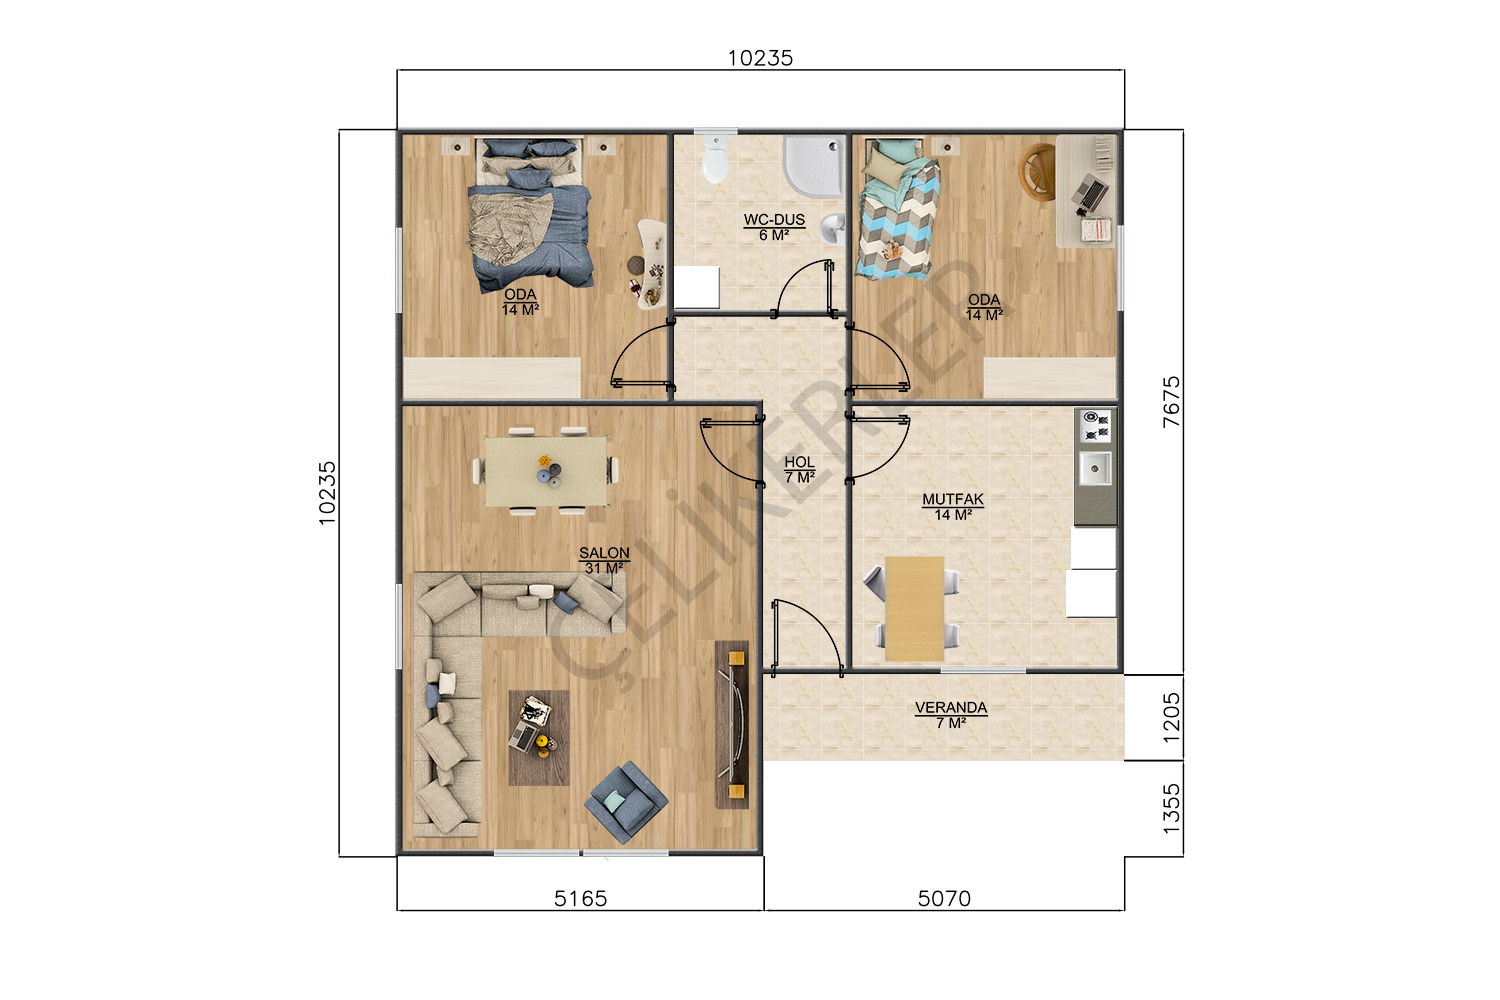 10235
WC-DUS
6 M²
ODA
14 M²
ODA
14 M²
7675
10235
HOL
7 M²
MUTFAK
14 M²
SALON
31 M²
ÇELİKERLER
VERANDA
7 M²
1205
1355
5165
5070